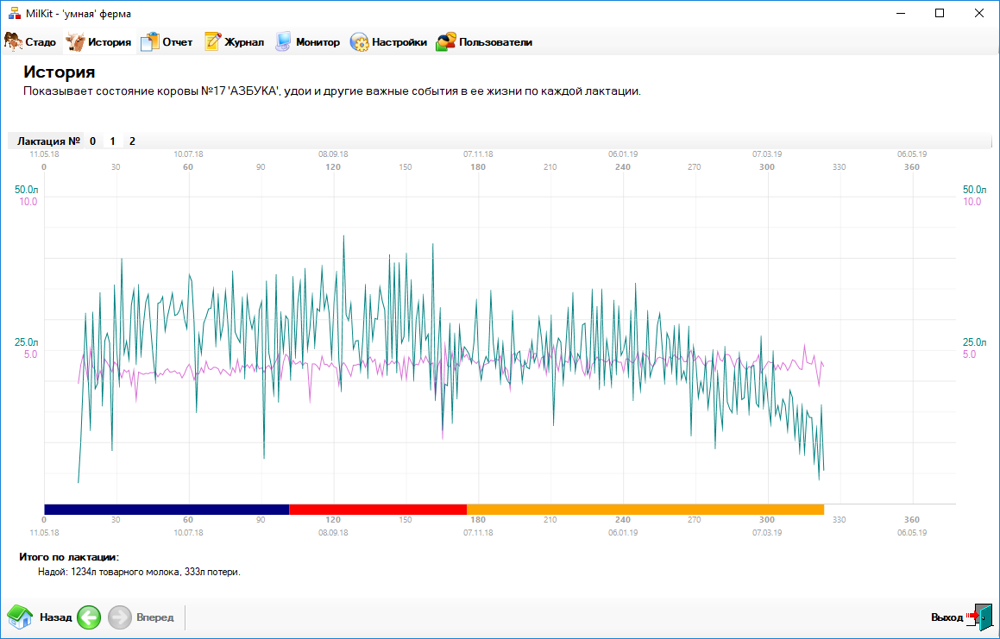 MilKit - 'умная' ферма
Стадо История Отчет Журнал Монитор Настройки Пользователи
История
Показывает состояние коровы №17 'АЗБУКА', удои и другие важные события в ее жизни по каждой лактации.
Лактация № 0 1 2
11.05.18 10.07.18 08.09.18 07.11.18 06.01.19 07.03.19 06.05.19
0 30 60 90 120 150 180 210 240 270 300 330 360
50.0л 50.0л
10.0 10.0
25.0л 25.0л
5.0 5.0
0 30 60 90 120 150 180 210 240 270 300 330 360
11.05.18 10.07.18 08.09.18 07.11.18 06.01.19 07.03.19 06.05.19
Итого по лактации:
Надой: 1234л товарного молока, 333л потери.
Назад Вперед Выход